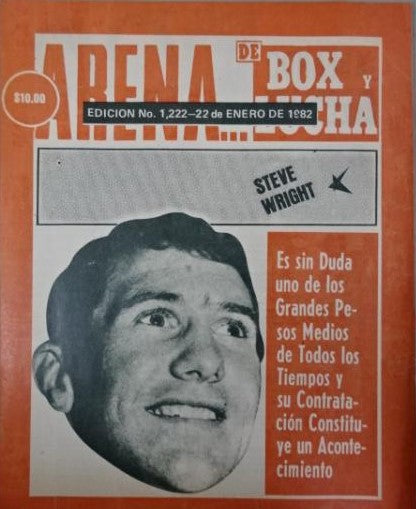 ARENA... DE BOX Y LUCHA
$10.00
EDICION No. 1,222—22 de ENERO DE 1982
STEVE
WRIGHT
Es sin Duda
uno de los
Grandes Pe-
sos Medios
de Todos los
Tiempos y
su Contrata-
ción Constitu-
ye un Aconte-
cimiento